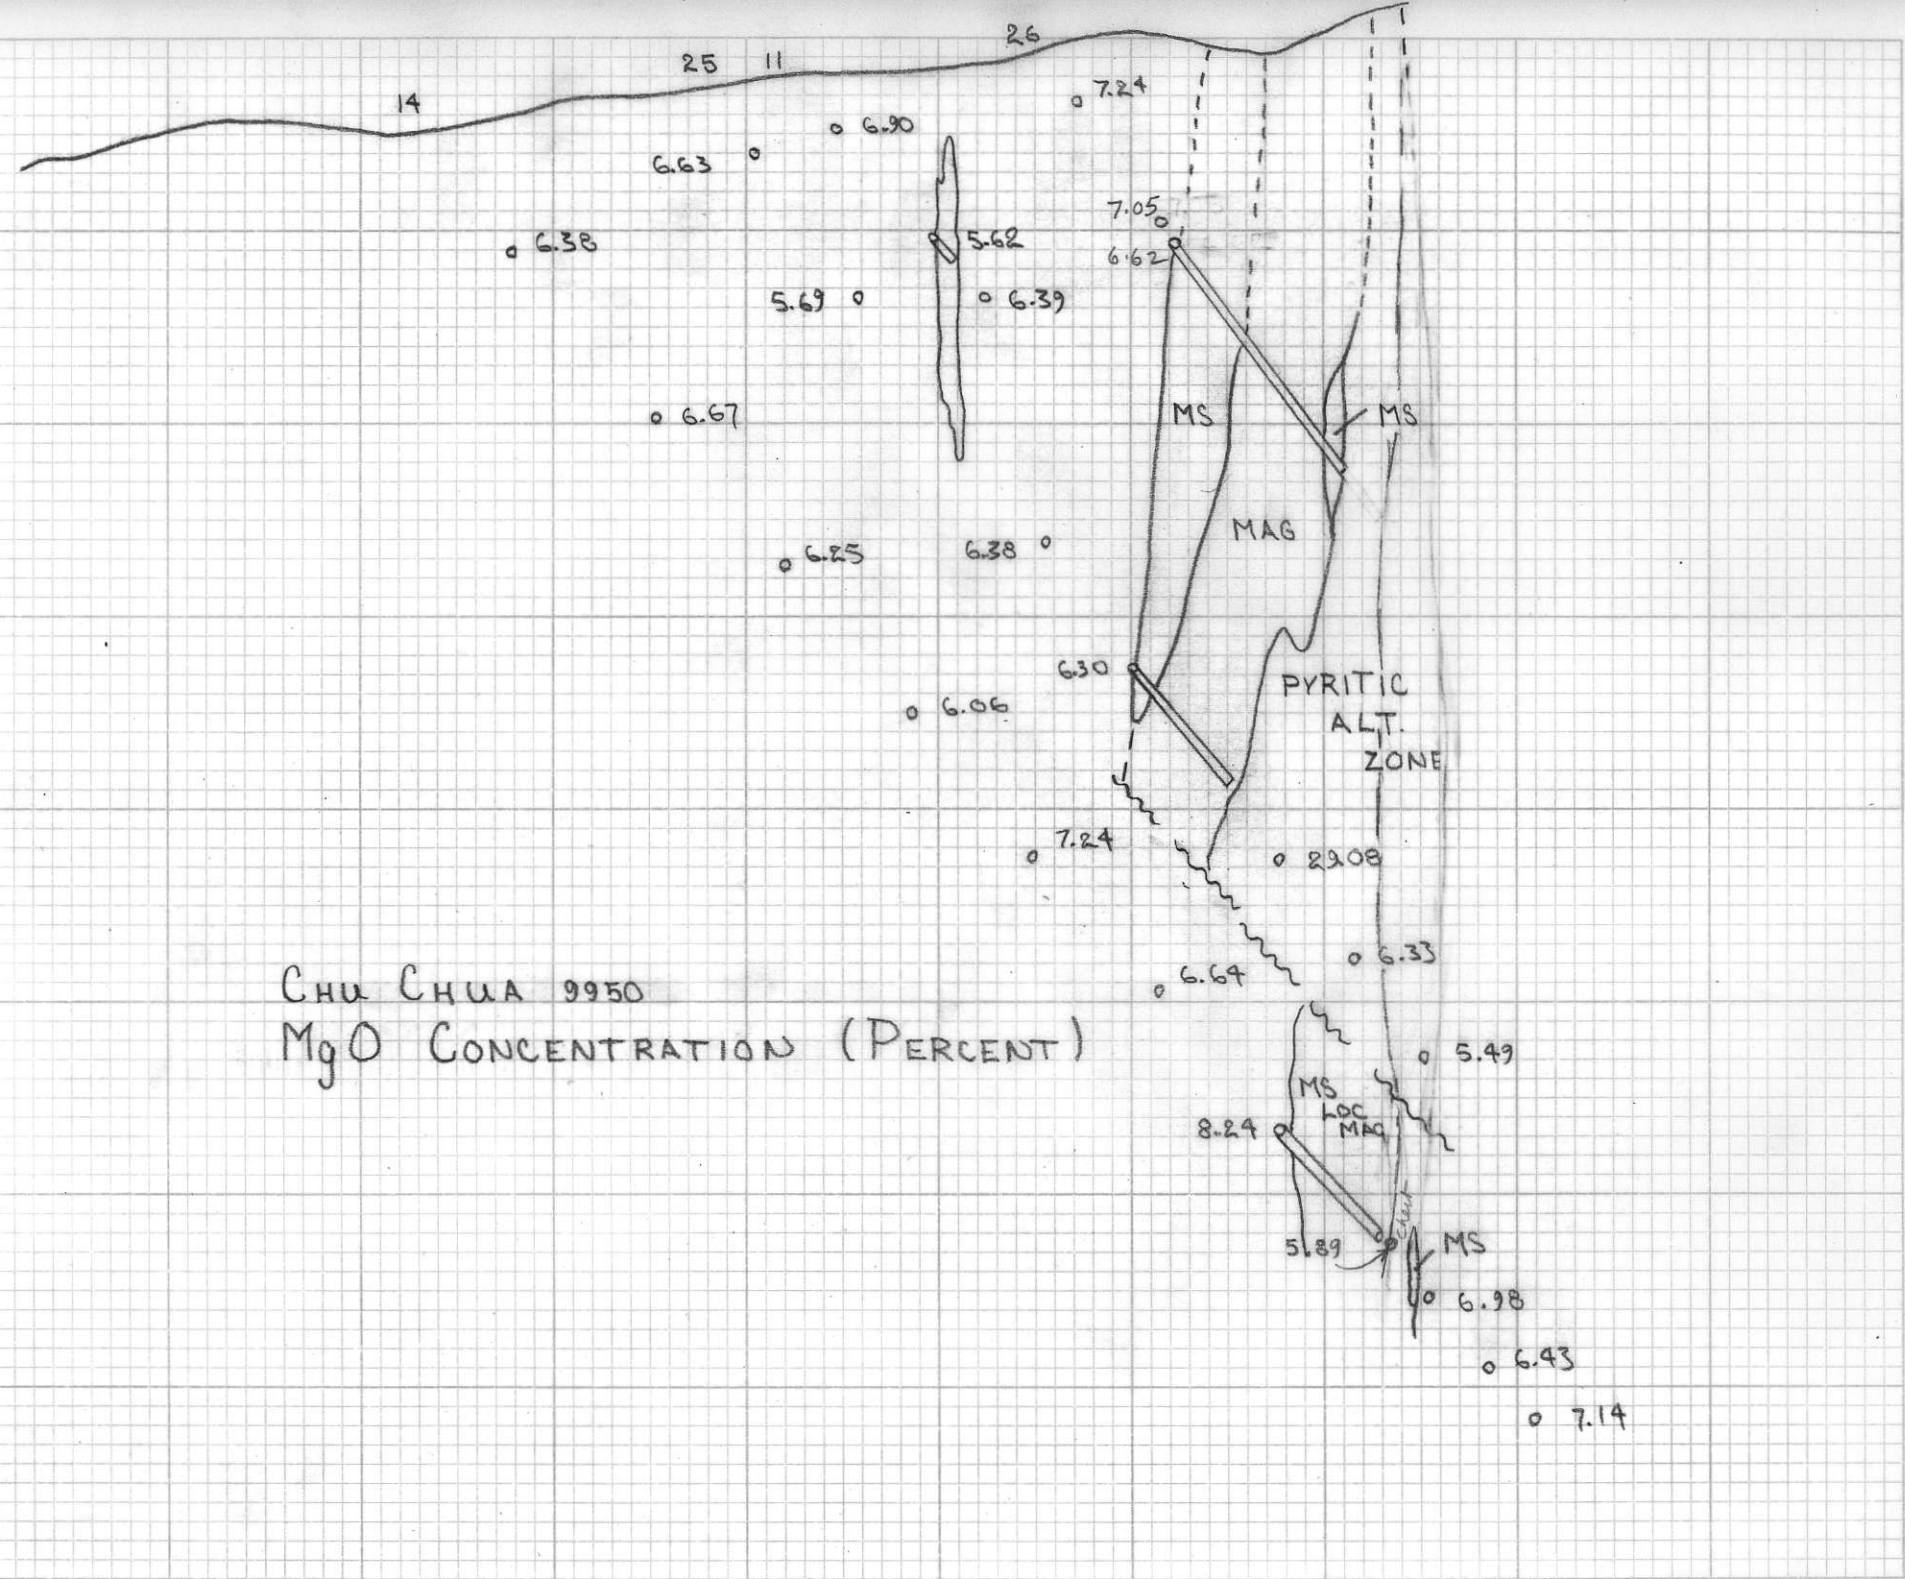 26
25 11
14
7.24
6.90
6.63
7.05
6.38
5.62
6.62
5.69
6.39
6.67
MS
MS
MAG
6.25
6.38
6.30
PYRITIC
ALT.
ZONE
6.06
7.24
29.08
6.33
6.64
CHU CHUA 9950
MgO CONCENTRATION (PERCENT)
5.49
MS
LOC
MAG
8.24
Chert
5.89
MS
6.98
6.43
7.14